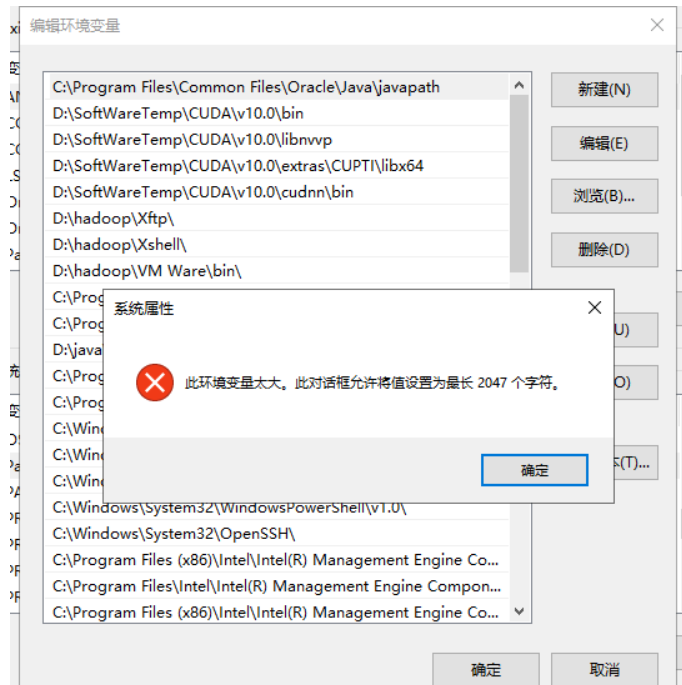 编辑环境变量
C:\Program Files\Common Files\Oracle\Java\javapath
D:\SoftWareTemp\CUDA\v10.0\bin
D:\SoftWareTemp\CUDA\v10.0\libnvvp
D:\SoftWareTemp\CUDA\v10.0\extras\CUPTI\libx64
D:\SoftWareTemp\CUDA\v10.0\cudnn\bin
D:\hadoop\Xftp\
D:\hadoop\Xshell\
D:\hadoop\VM Ware\bin\
C:\Prog
C:\Prog
D:\java
C:\Prog
C:\Prog
C:\Wind
C:\Wind
C:\Wind
C:\Windows\System32\WindowsPowerShell\v1.0\
C:\Windows\System32\OpenSSH\
C:\Program Files (x86)\Intel\Intel(R) Management Engine Co...
C:\Program Files\Intel\Intel(R) Management Engine Compon...
C:\Program Files (x86)\Intel\Intel(R) Management Engine Co...
新建(N)
编辑(E)
浏览(B)...
删除(D)
U)
O)
(T)...
系统属性
此环境变量太大。此对话框允许将值设置为最长 2047 个字符。
确定
确定
取消